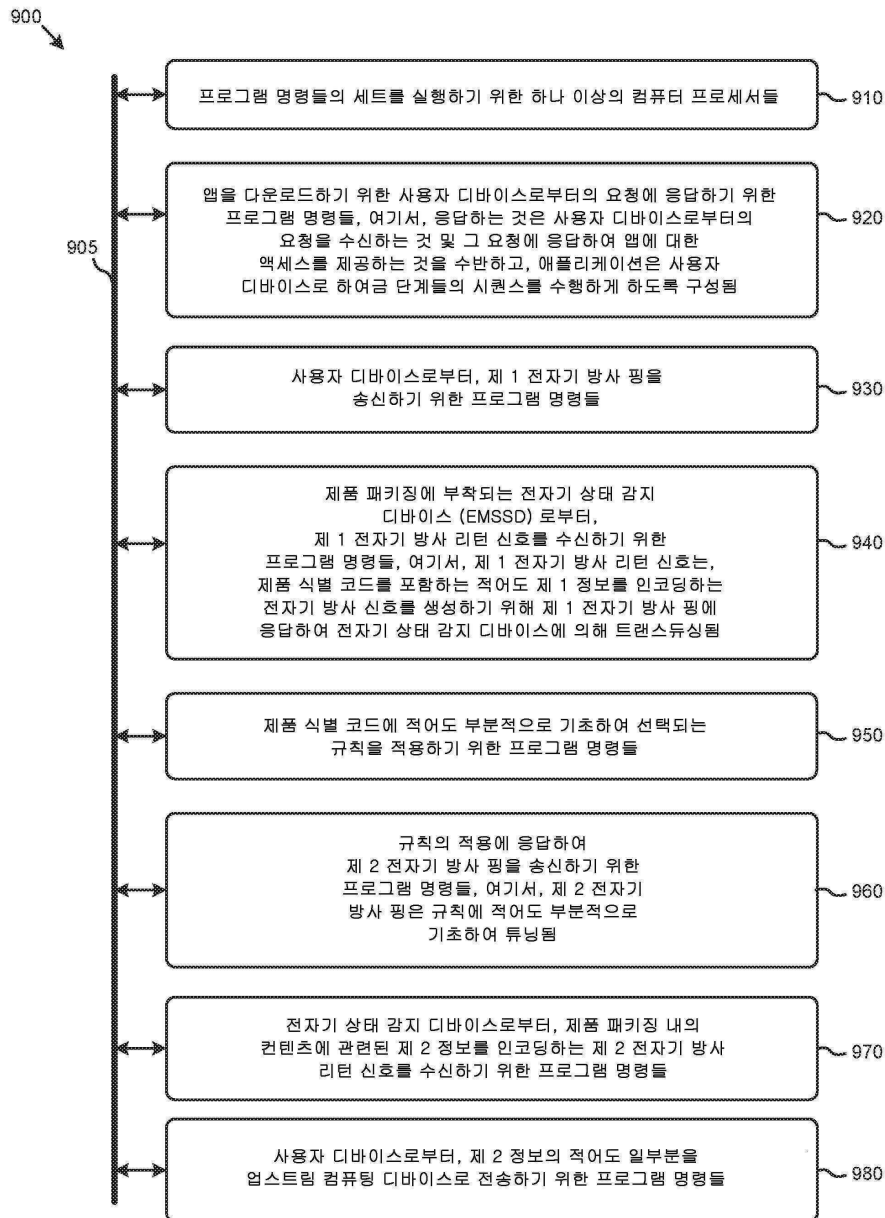 900
프로그램 명령들의 세트를 실행하기 위한 하나 이상의 컴퓨터 프로세서들
910
앱을 다운로드하기 위한 사용자 디바이스로부터의 요청에 응답하기 위한
프로그램 명령들, 여기서, 응답하는 것은 사용자 디바이스로부터의
요청을 수신하는 것 및 그 요청에 응답하여 앱에 대한
액세스를 제공하는 것을 수반하고, 애플리케이션은 사용자
디바이스로 하여금 단계들의 시퀀스를 수행하게 하도록 구성됨
920
905
사용자 디바이스로부터, 제 1 전자기 방사 핑을
송신하기 위한 프로그램 명령들
930
제품 패키징에 부착되는 전자기 상태 감지
디바이스 (EMSSD) 로부터,
제 1 전자기 방사 리턴 신호를 수신하기 위한
프로그램 명령들, 여기서, 제 1 전자기 방사 리턴 신호는,
제품 식별 코드를 포함하는 적어도 제 1 정보를 인코딩하는
전자기 방사 신호를 생성하기 위해 제 1 전자기 방사 핑에
응답하여 전자기 상태 감지 디바이스에 의해 트랜스듀싱됨
940
제품 식별 코드에 적어도 부분적으로 기초하여 선택되는
규칙을 적용하기 위한 프로그램 명령들
950
규칙의 적용에 응답하여
제 2 전자기 방사 핑을 송신하기 위한
프로그램 명령들, 여기서, 제 2 전자기
방사 핑은 규칙에 적어도 부분적으로
기초하여 튜닝됨
960
전자기 상태 감지 디바이스로부터, 제품 패키징 내의
컨텐츠에 관련된 제 2 정보를 인코딩하는 제 2 전자기 방사
리턴 신호를 수신하기 위한 프로그램 명령들
970
사용자 디바이스로부터, 제 2 정보의 적어도 일부분을
업스트림 컴퓨팅 디바이스로 전송하기 위한 프로그램 명령들
980